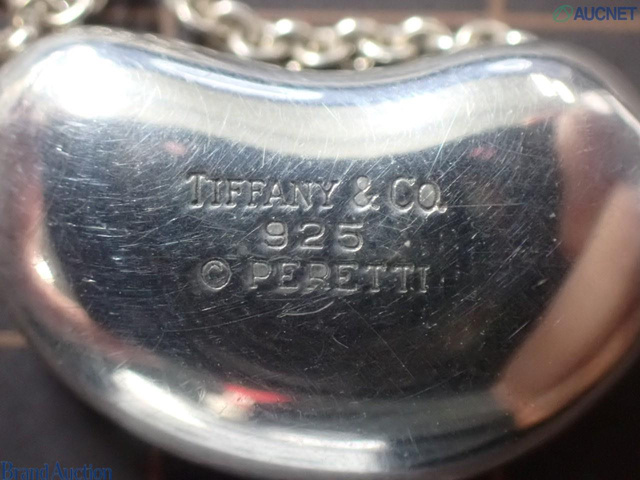 AUCNET
TIFFANY & CO.
925
© PERETTI
Brand Auction